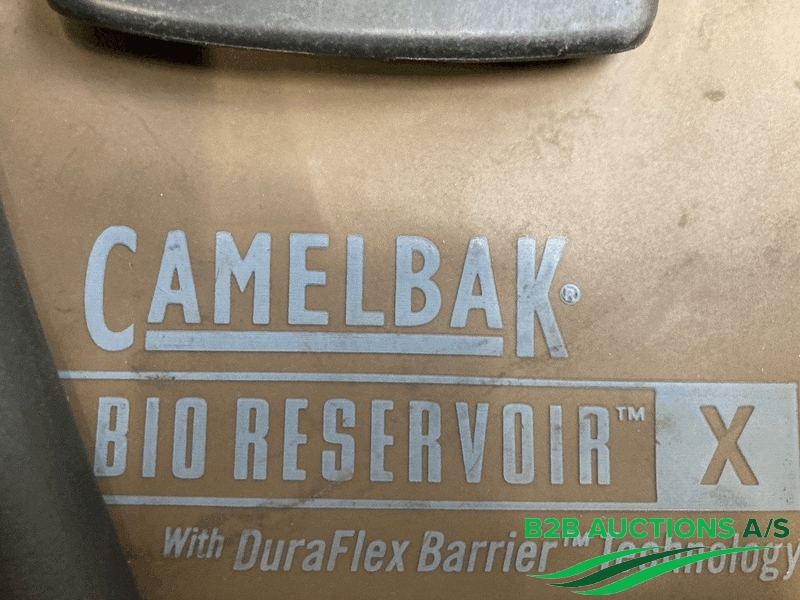 CAMELBAK®
BIO RESERVOIR™ X
With DuraFlex Barrier™ Technology
B2B AUCTIONS A/S